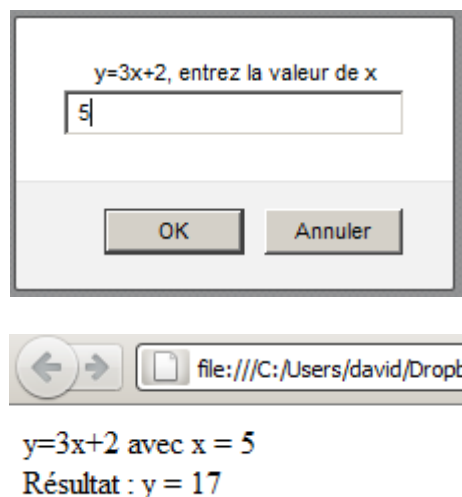 y=3x+2, entrez la valeur de x
5
OK Annuler
file:///C:/Users/david/Dropb
y=3x+2 avec x = 5
Résultat : y = 17